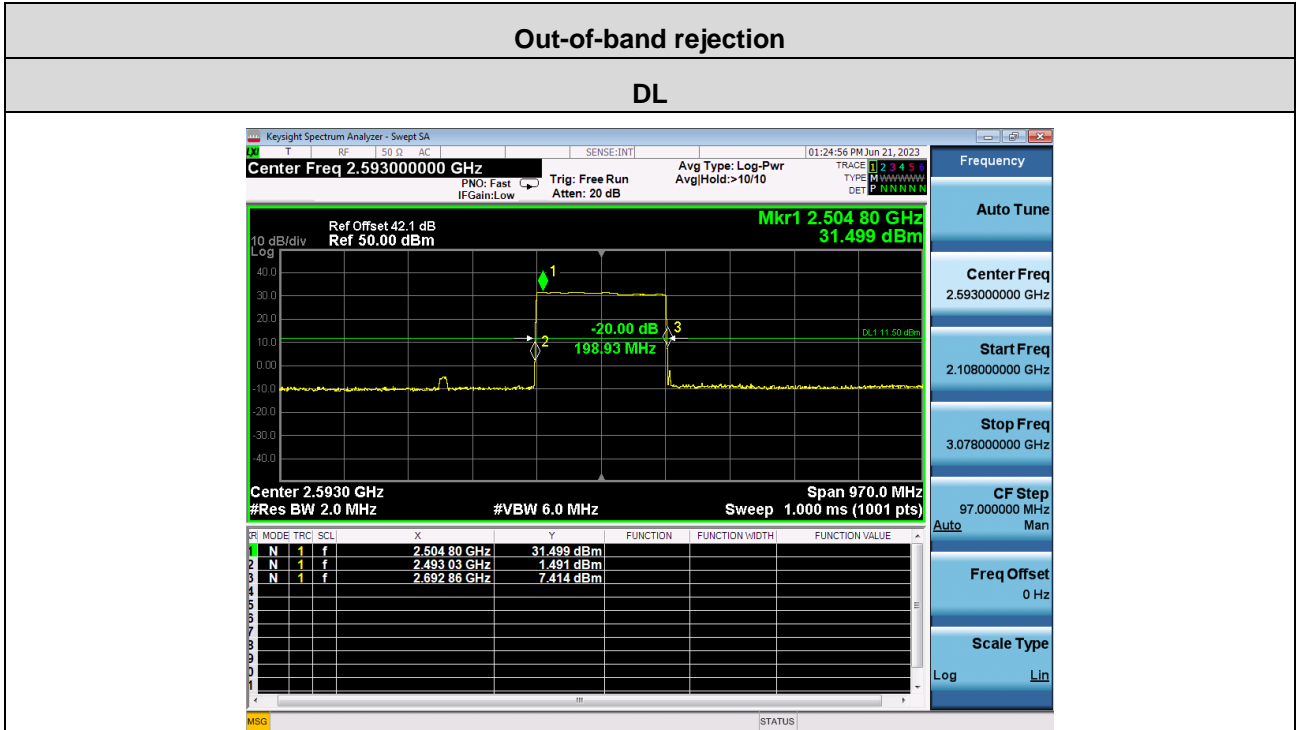 Out-of-band rejection
DL
Keysight Spectrum Analyzer - Swept SA
LXI T RF 50 Ω AC SENSE:INT 01:24:56 PM Jun 21, 2023
Center Freq 2.593000000 GHz
PNO: Fast
IFGain:Low
Trig: Free Run
Atten: 20 dB
Avg Type: Log-Pwr
Avg|Hold:>10/10
TRACE 1 2 3 4 5 6
TYPE M WWWWW
DET P N N N N N
Ref Offset 42.1 dB
10 dB/div Ref 50.00 dBm
Log
Mkr1 2.504 80 GHz
31.499 dBm
40.0
30.0
20.0
10.0
0.00
-10.0
-20.0
-30.0
-40.0
1
2
3
-20.00 dB
198.93 MHz
DL1 11.50 dBm
Center 2.5930 GHz Span 970.0 MHz
#Res BW 2.0 MHz #VBW 6.0 MHz Sweep 1.000 ms (1001 pts)
MODE TRC SCL X Y FUNCTION FUNCTION WIDTH FUNCTION VALUE
1 N 1 f 2.504 80 GHz 31.499 dBm
2 N 1 f 2.493 03 GHz 1.491 dBm
3 N 1 f 2.692 86 GHz 7.414 dBm
4
5
6
7
8
9
0
1
MSG STATUS
Frequency
Auto Tune
Center Freq
2.593000000 GHz
Start Freq
2.108000000 GHz
Stop Freq
3.078000000 GHz
CF Step
97.000000 MHz
Auto Man
Freq Offset
0 Hz
Scale Type
Log Lin